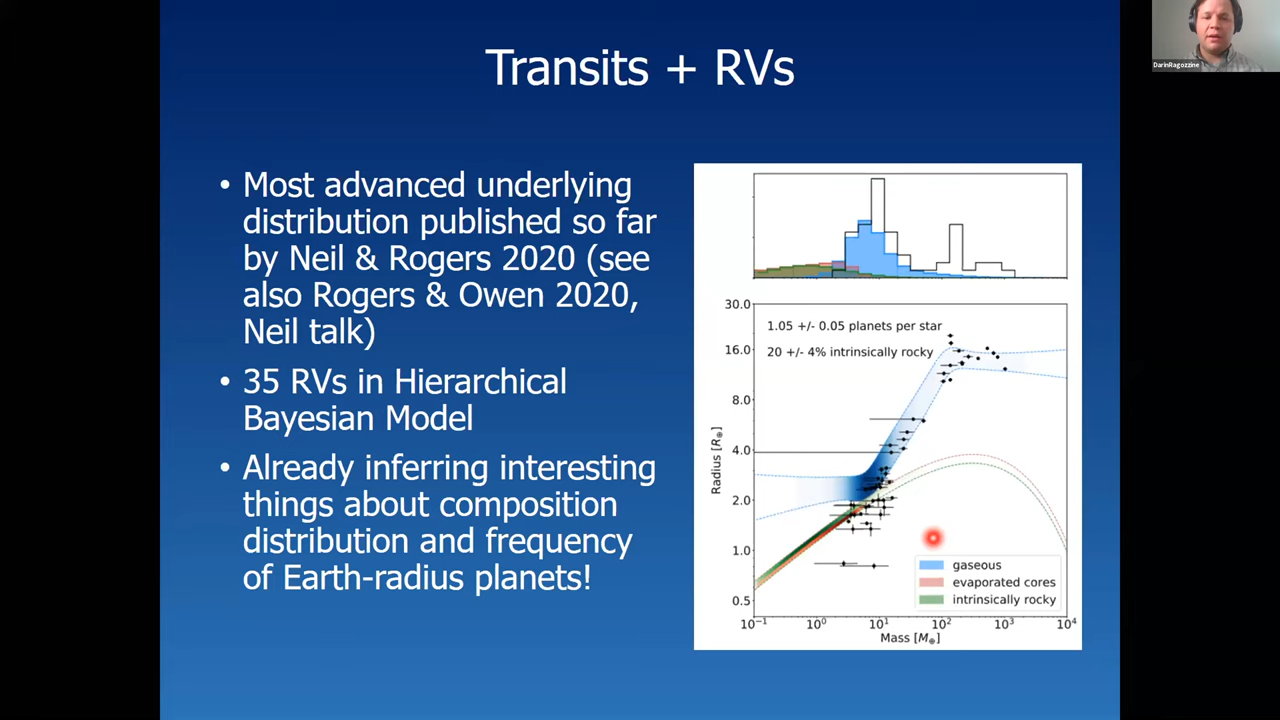 Transits + RVs
DarinRagozzine
• Most advanced underlying
distribution published so far
by Neil & Rogers 2020 (see
also Rogers & Owen 2020,
Neil talk)
• 35 RVs in Hierarchical
Bayesian Model
• Already inferring interesting
things about composition
distribution and frequency
of Earth-radius planets!
30.0
16.0
8.0
4.0
2.0
1.0
0.5
Radius [R⊕]
1.05 +/- 0.05 planets per star
20 +/- 4% intrinsically rocky
gaseous
evaporated cores
intrinsically rocky
10⁻¹ 10⁰ 10¹ 10² 10³ 10⁴
Mass [M⊕]